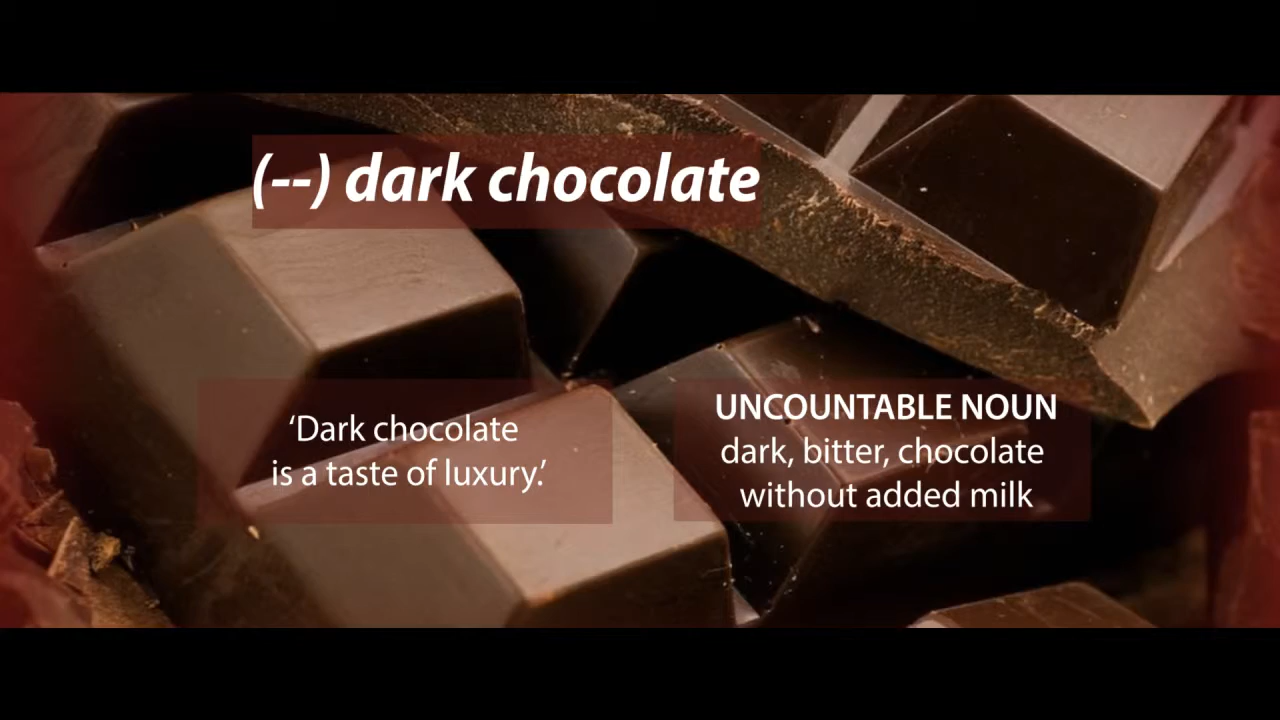 (--) dark chocolate
‘Dark chocolate
is a taste of luxury.’
UNCOUNTABLE NOUN
dark, bitter, chocolate
without added milk